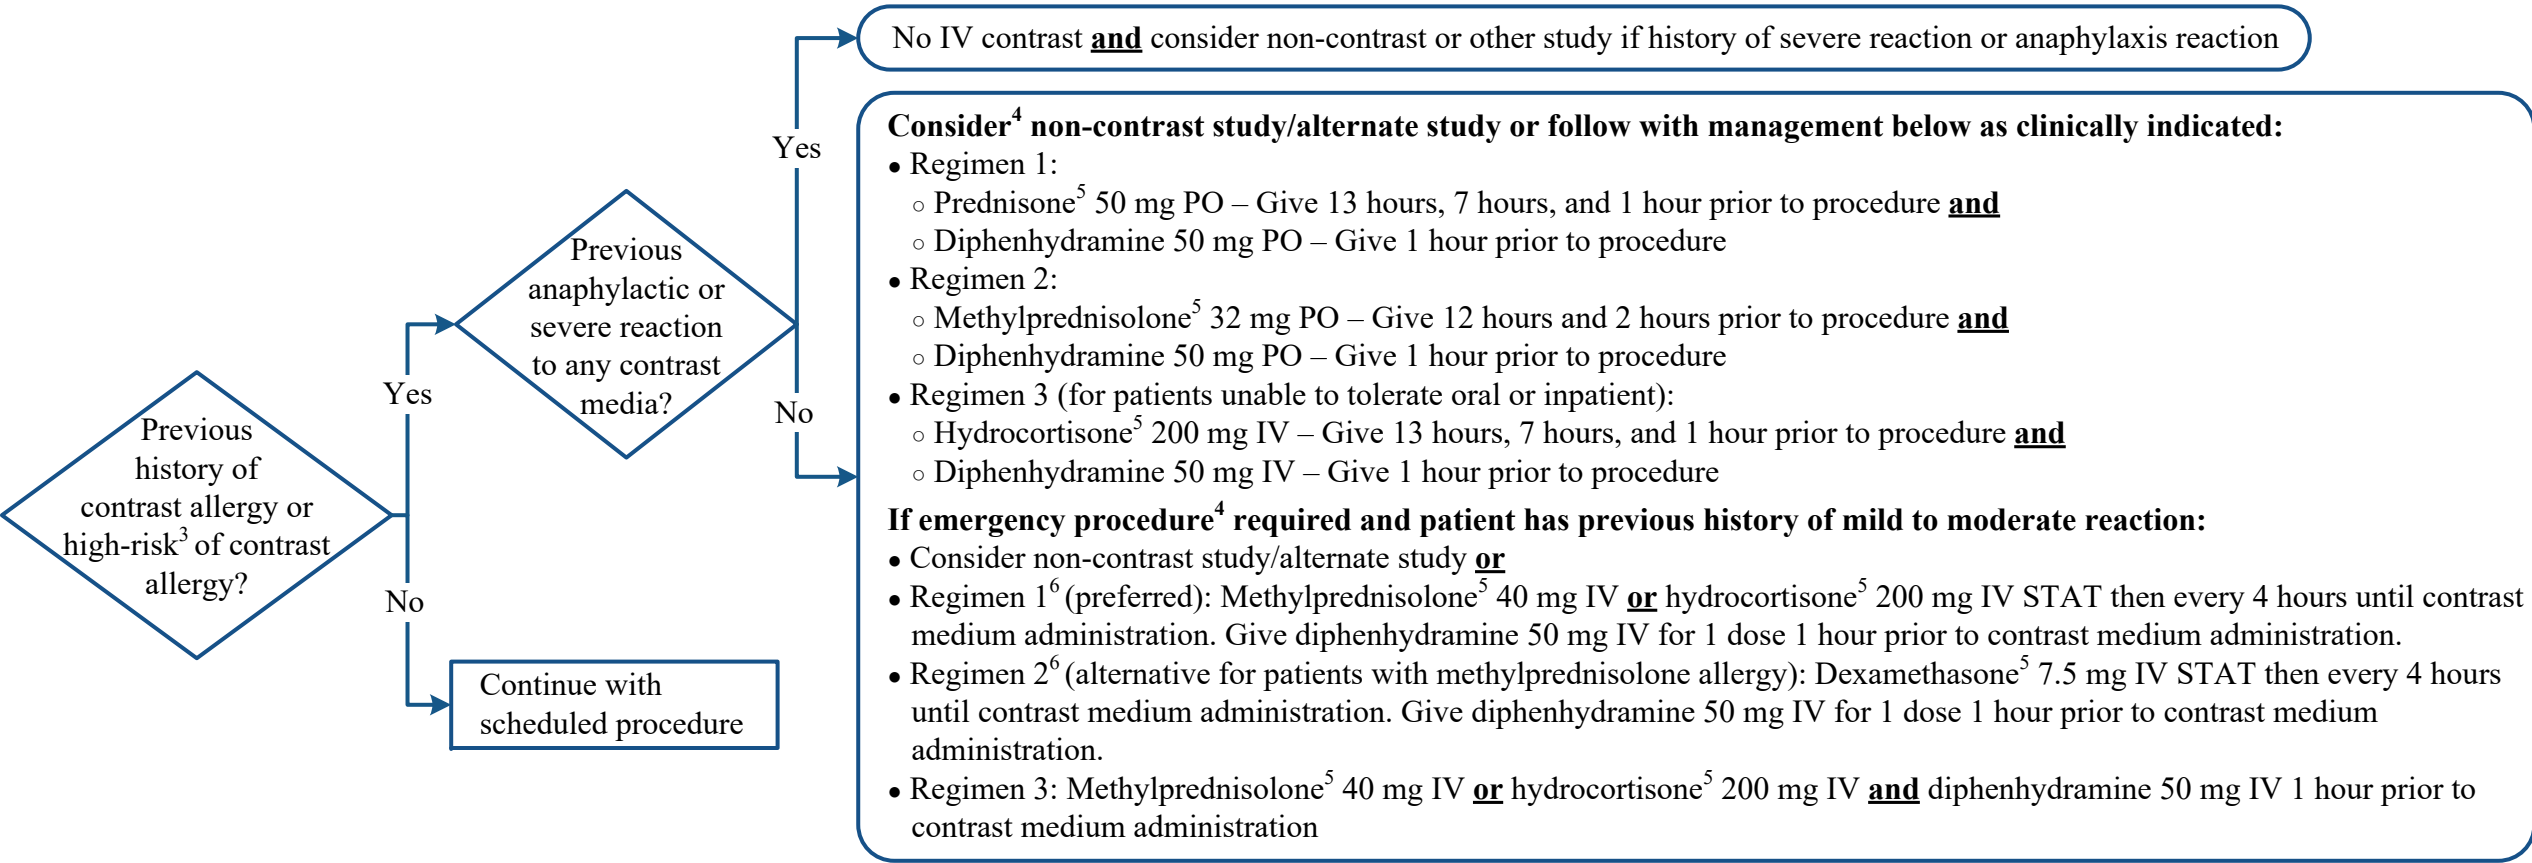 No IV contrast and consider non-contrast or other study if history of severe reaction or anaphylaxis reaction
Yes
Previous
anaphylactic or
severe reaction
to any contrast
media?
No
Yes
Previous
history of
contrast allergy or
high-risk³ of contrast
allergy?
No
Continue with
scheduled procedure
Consider⁴ non-contrast study/alternate study or follow with management below as clinically indicated:
• Regimen 1:
○ Prednisone⁵ 50 mg PO – Give 13 hours, 7 hours, and 1 hour prior to procedure and
○ Diphenhydramine 50 mg PO – Give 1 hour prior to procedure
• Regimen 2:
○ Methylprednisolone⁵ 32 mg PO – Give 12 hours and 2 hours prior to procedure and
○ Diphenhydramine 50 mg PO – Give 1 hour prior to procedure
• Regimen 3 (for patients unable to tolerate oral or inpatient):
○ Hydrocortisone⁵ 200 mg IV – Give 13 hours, 7 hours, and 1 hour prior to procedure and
○ Diphenhydramine 50 mg IV – Give 1 hour prior to procedure
If emergency procedure⁴ required and patient has previous history of mild to moderate reaction:
• Consider non-contrast study/alternate study or
• Regimen 1⁶ (preferred): Methylprednisolone⁵ 40 mg IV or hydrocortisone⁵ 200 mg IV STAT then every 4 hours until contrast
medium administration. Give diphenhydramine 50 mg IV for 1 dose 1 hour prior to contrast medium administration.
• Regimen 2⁶ (alternative for patients with methylprednisolone allergy): Dexamethasone⁵ 7.5 mg IV STAT then every 4 hours
until contrast medium administration. Give diphenhydramine 50 mg IV for 1 dose 1 hour prior to contrast medium
administration.
• Regimen 3: Methylprednisolone⁵ 40 mg IV or hydrocortisone⁵ 200 mg IV and diphenhydramine 50 mg IV 1 hour prior to
contrast medium administration